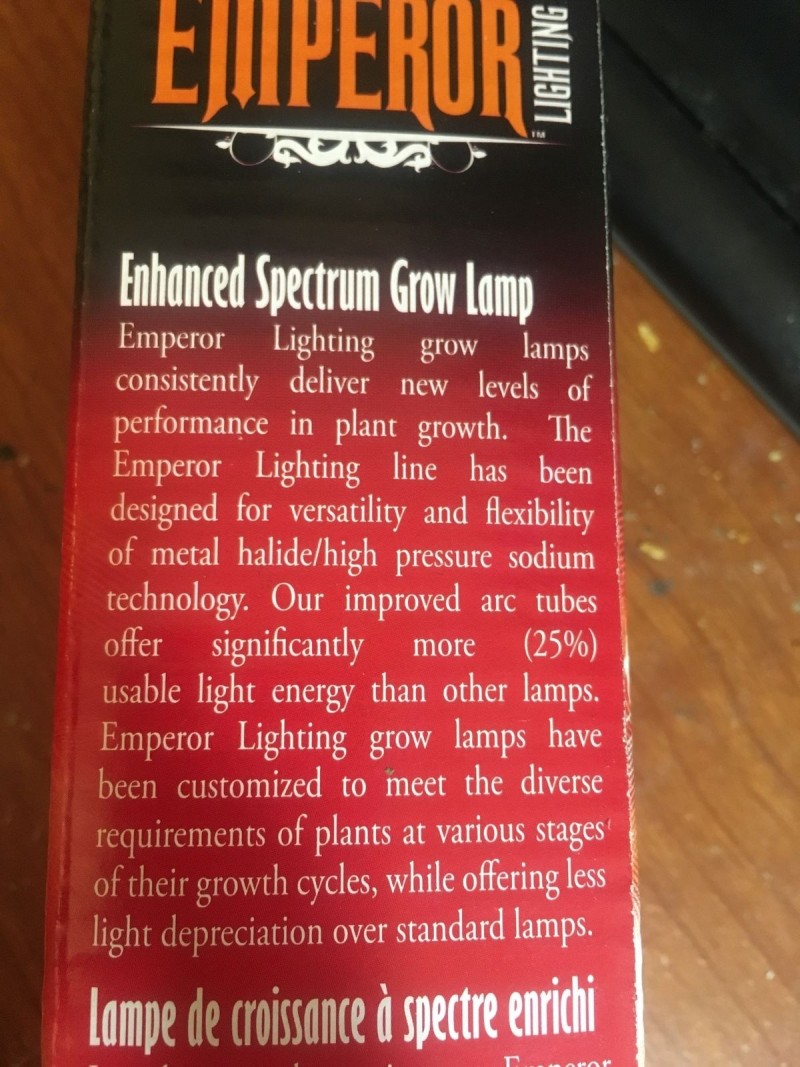 EMPEROR
LIGHTING
TM
Enhanced Spectrum Grow Lamp
Emperor Lighting grow lamps
consistently deliver new levels of
performance in plant growth. The
Emperor Lighting line has been
designed for versatility and flexibility
of metal halide/high pressure sodium
technology. Our improved arc tubes
offer significantly more (25%)
usable light energy than other lamps.
Emperor Lighting grow lamps have
been customized to meet the diverse
requirements of plants at various stages
of their growth cycles, while offering less
light depreciation over standard lamps.
Lampe de croissance à spectre enrichi
Emperor